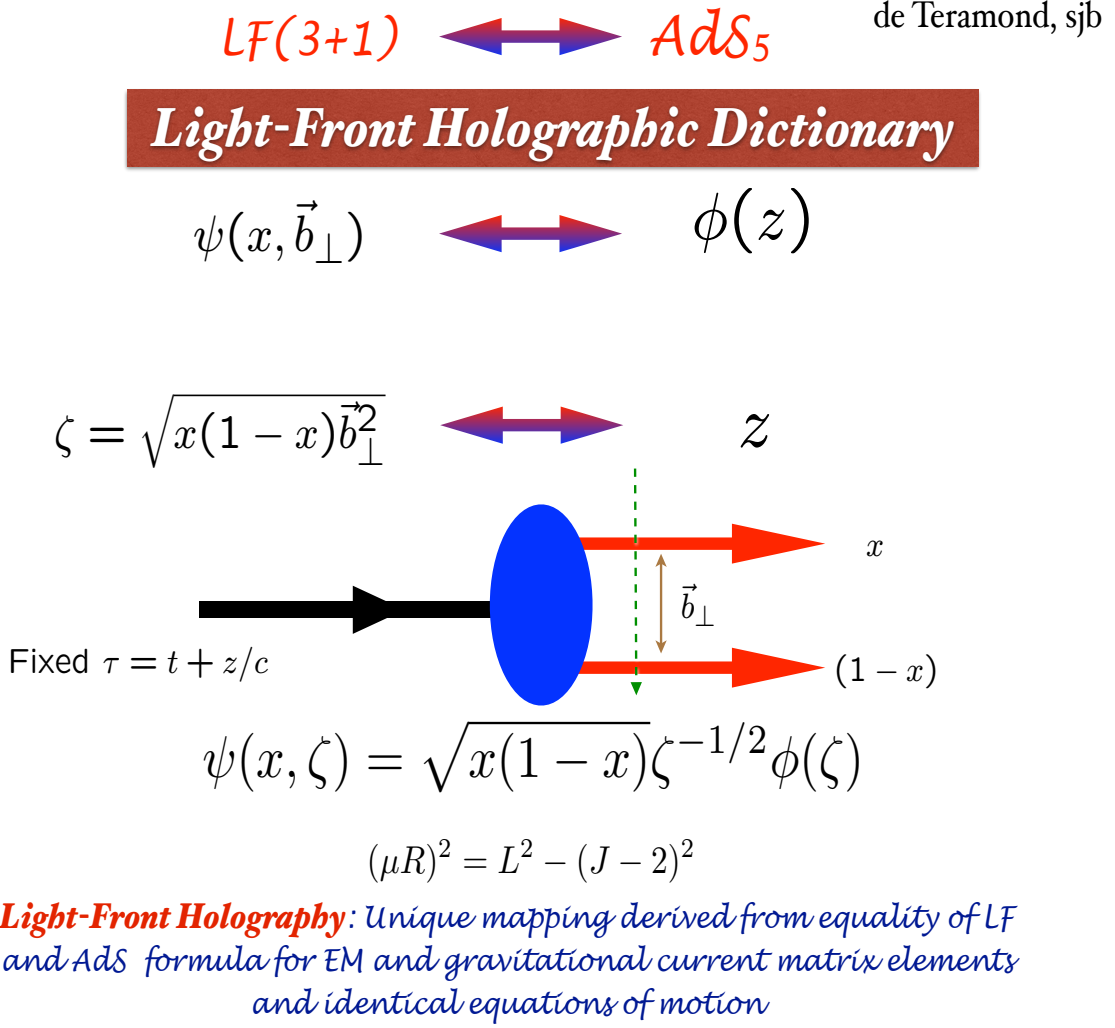 de Teramond, sjb
LF(3+1) AdS₅
Light-Front Holographic Dictionary
ψ(x, b⃗⊥) ϕ(z)
ζ = √(x(1 − x)b⃗⊥²) z
x
b⃗⊥
Fixed τ = t + z/c
(1 − x)
ψ(x, ζ) = √(x(1 − x)) ζ^(−1/2) ϕ(ζ)
(μR)² = L² − (J − 2)²
Light-Front Holography: Unique mapping derived from equality of LF
and AdS formula for EM and gravitational current matrix elements
and identical equations of motion